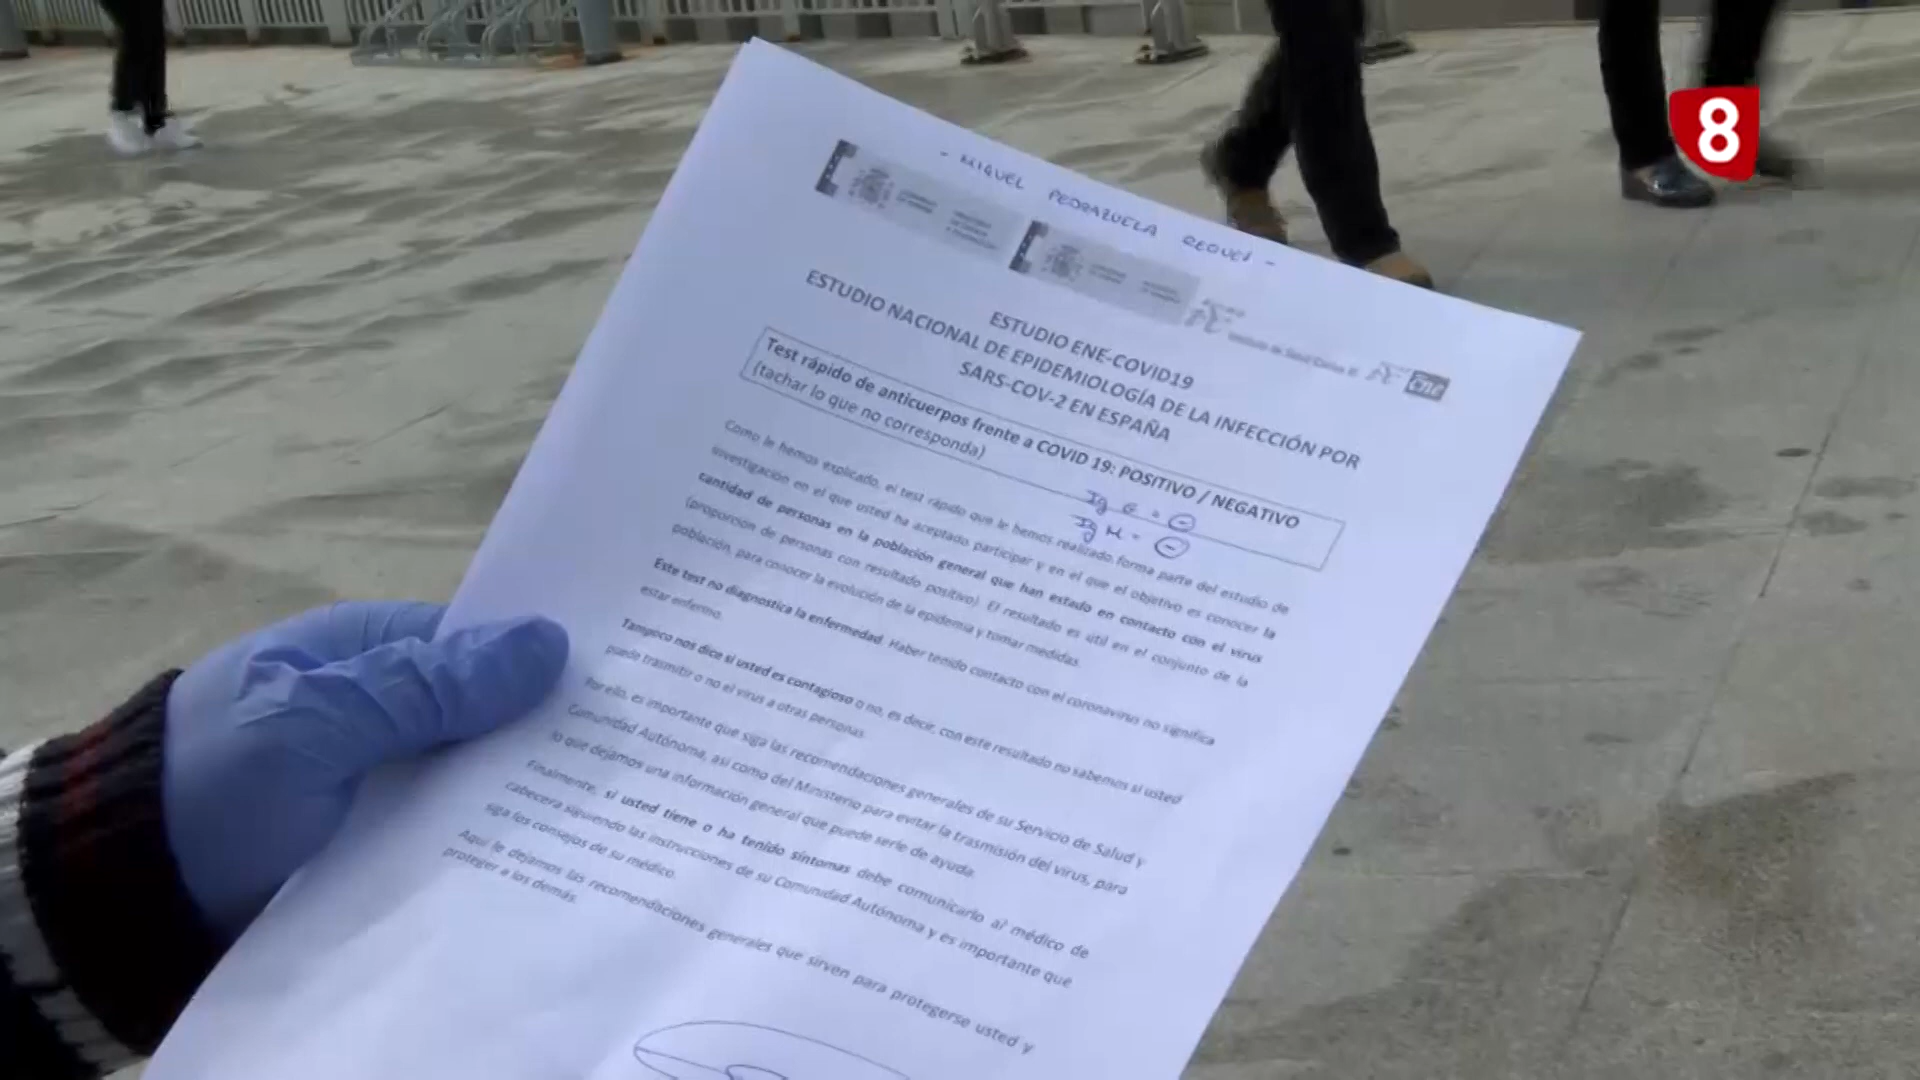 - MIGUEL PEDRAZUELA REQUES -
8
Instituto de Salud Carlos III
ene
ESTUDIO ENE-COVID19
ESTUDIO NACIONAL DE EPIDEMIOLOGÍA DE LA INFECCIÓN POR
SARS-COV-2 EN ESPAÑA
Test rápido de anticuerpos frente a COVID 19: POSITIVO / NEGATIVO
(tachar lo que no corresponda)
Ig G = -
Ig M = -
Como le hemos explicado, el test rápido que le hemos realizado, forma parte del estudio de
investigación en el que usted ha aceptado participar y en el que el objetivo es conocer la
cantidad de personas en la población general que han estado en contacto con el virus
(proporción de personas con resultado positivo). El resultado es útil en el conjunto de la
población, para conocer la evolución de la epidemia y tomar medidas.
Este test no diagnostica la enfermedad. Haber tenido contacto con el coronavirus no significa
estar enfermo.
Tampoco nos dice si usted es contagioso o no, es decir, con este resultado no sabemos si usted
puede trasmitir o no el virus a otras personas.
Por ello, es importante que siga las recomendaciones generales de su Servicio de Salud y
Comunidad Autónoma, así como del Ministerio para evitar la trasmisión del virus, para
lo que dejamos una información general que puede serle de ayuda.
Finalmente, si usted tiene o ha tenido síntomas debe comunicarlo al médico de
cabecera siguiendo las instrucciones de su Comunidad Autónoma y es importante que
siga los consejos de su médico.
Aquí le dejamos las recomendaciones generales que sirven para protegerse usted y
proteger a los demás.